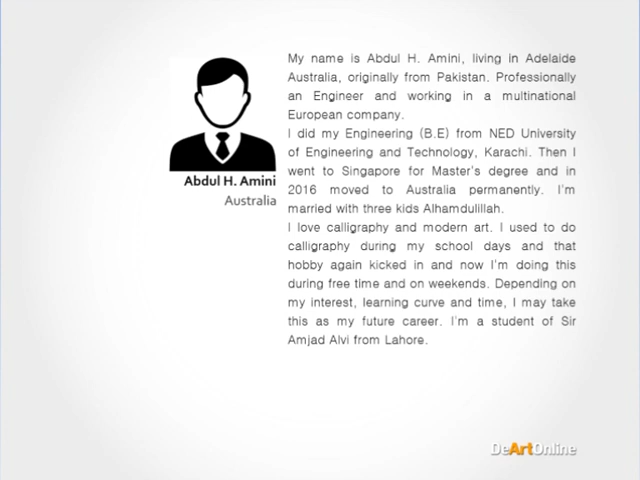 My name is Abdul H. Amini, living in Adelaide
Australia, originally from Pakistan. Professionally
an Engineer and working in a multinational
European company.
I did my Engineering (B.E) from NED University
of Engineering and Technology, Karachi. Then I
went to Singapore for Master's degree and in
2016 moved to Australia permanently. I'm
married with three kids Alhamdulillah.
I love calligraphy and modern art. I used to do
calligraphy during my school days and that
hobby again kicked in and now I'm doing this
during free time and on weekends. Depending on
my interest, learning curve and time, I may take
this as my future career. I'm a student of Sir
Amjad Alvi from Lahore.
Abdul H. Amini
Australia
DeArtOnline